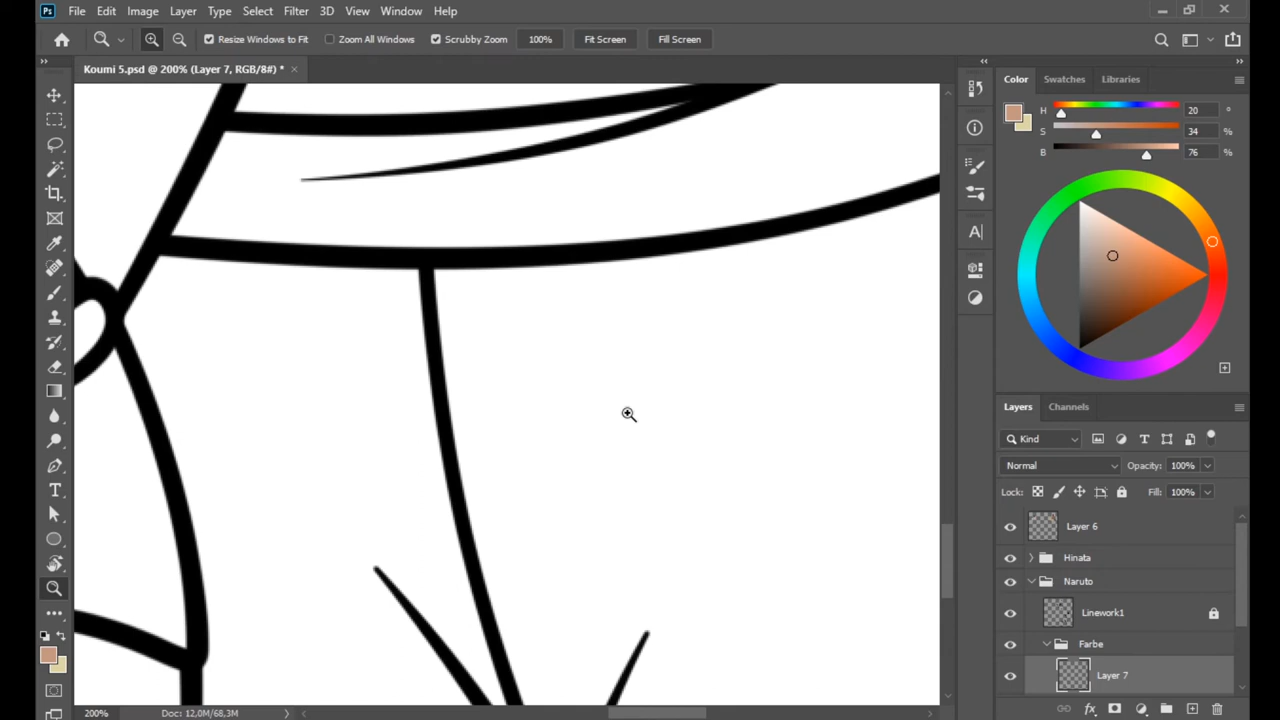 Ps File Edit Image Layer Type Select Filter 3D View Window Help
Resize Windows to Fit Zoom All Windows Scrubby Zoom 100% Fit Screen Fill Screen
Koumi 5.psd @ 200% (Layer 7, RGB/8#) *
Color Swatches Libraries
H 20 °
S 34 %
B 76 %
Layers Channels
Kind
Normal Opacity: 100%
Lock: Fill: 100%
Layer 6
Hinata
Naruto
Linework1
Farbe
Layer 7
200% Doc: 12,0M/68,3M